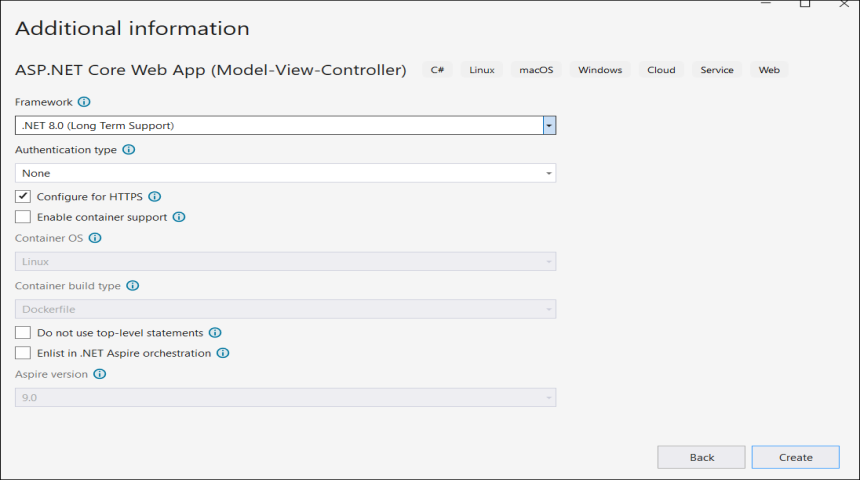 Additional information
ASP.NET Core Web App (Model-View-Controller) C# Linux macOS Windows Cloud Service Web
Framework
.NET 8.0 (Long Term Support)
Authentication type
None
Configure for HTTPS
Enable container support
Container OS
Linux
Container build type
Dockerfile
Do not use top-level statements
Enlist in .NET Aspire orchestration
Aspire version
9.0
Back Create